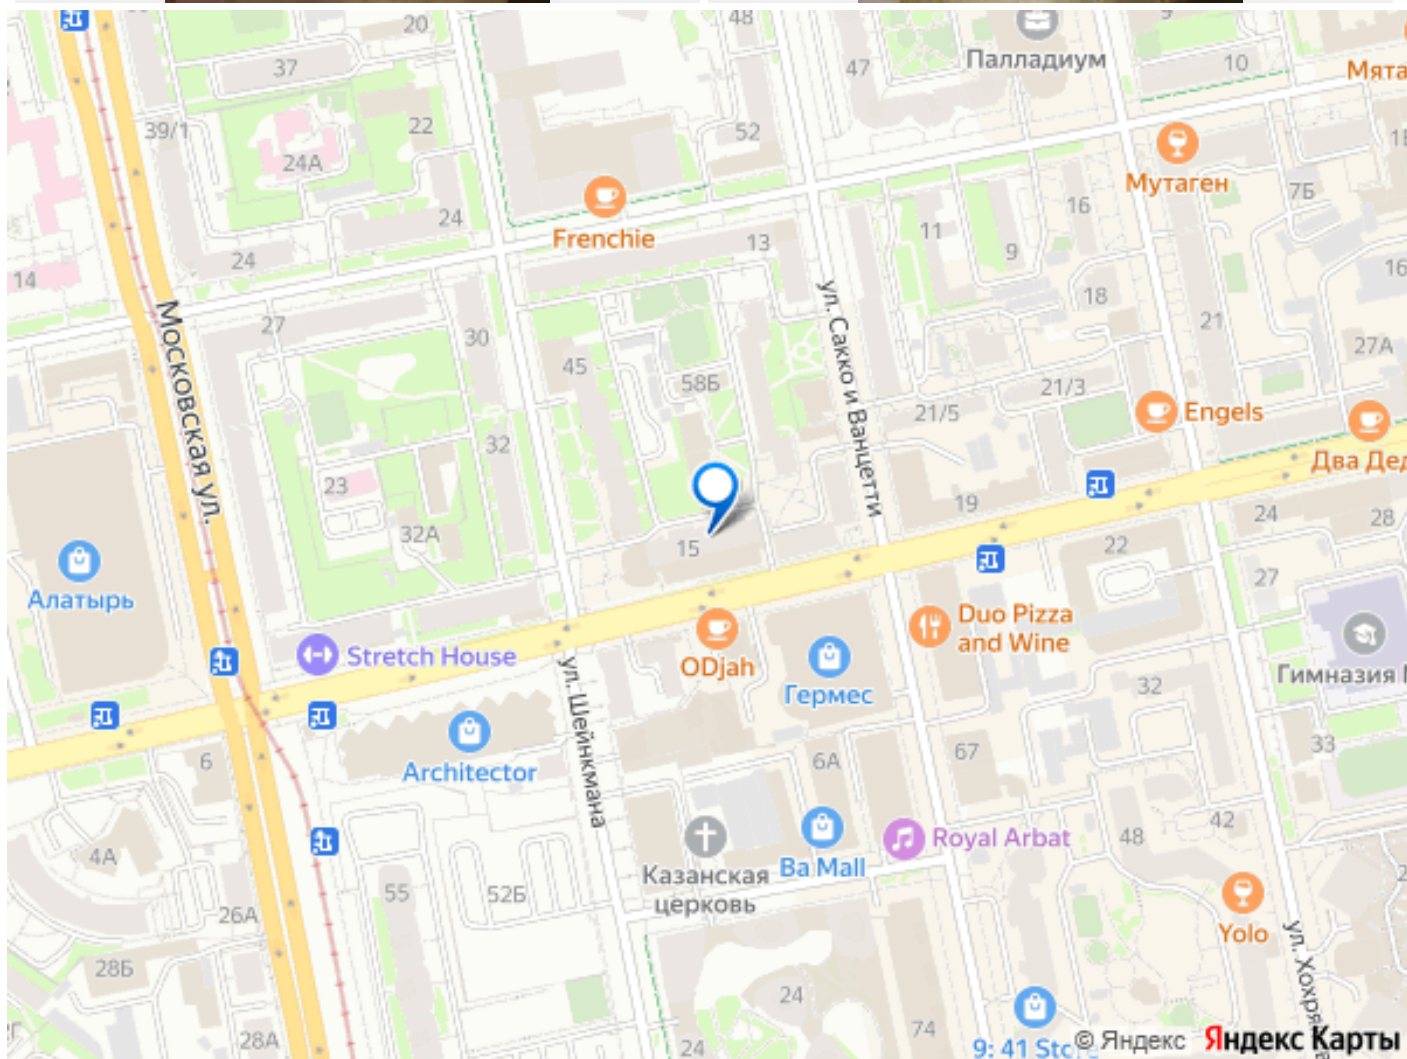 20
48
9
37
47
Палладиум
10
Мята
39/1
22
52
24А
Мутаген
7Б
24
Frenchie
16
11
13
9
24
14
16
18
27
Московская ул.
ул. Сакко и Ванцетти
21
30
27А
45
58Б
21/3
21/5
Engels
32
Два Дед
23
19
24
28
32А
15
22
Алатырь
27
Duo Pizza
and Wine
Stretch House
ODjah
Гермес
Гимназия
ул. Шейнкмана
32
33
6
67
6А
Architector
42
48
Royal Arbat
4А
Казанская
церковь
Ba Mall
55
52Б
26А
Yolo
ул. Хохря
28Б
24
74
28А
24
9: 41 Sto
© Яндекс
Яндекс Карты